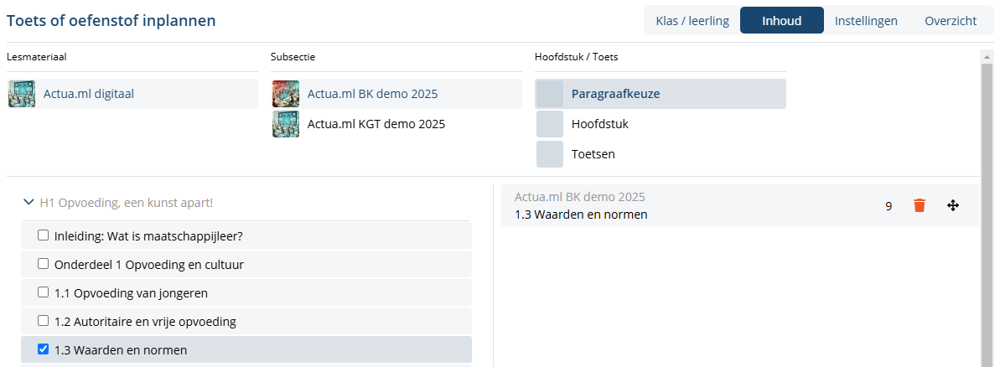 Toets of oefenstof inplannen
Klas / leerling
Inhoud
Instellingen
Overzicht
Lesmateriaal
Subsectie
Hoofdstuk / Toets
Actua.ml digitaal
Actua.ml BK demo 2025
Paragraafkeuze
Actua.ml KGT demo 2025
Hoofdstuk
Toetsen
H1 Opvoeding, een kunst apart!
Inleiding: Wat is maatschappijleer?
Onderdeel 1 Opvoeding en cultuur
1.1 Opvoeding van jongeren
1.2 Autoritaire en vrije opvoeding
1.3 Waarden en normen
Actua.ml BK demo 2025
1.3 Waarden en normen
9